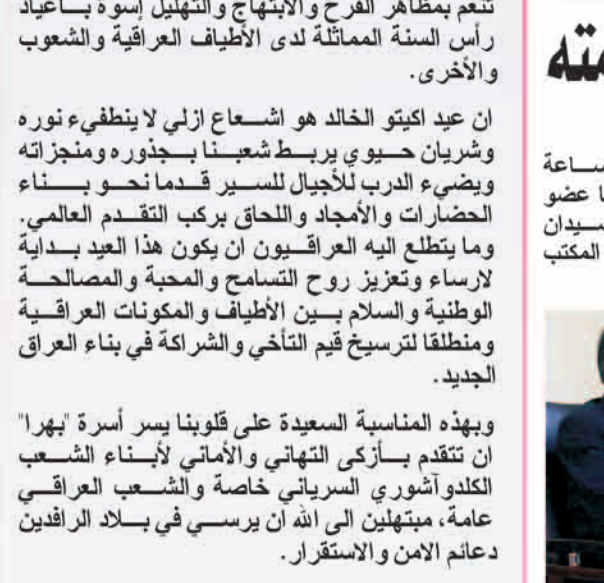 تنعم بمظاهر الفرح والابتهاج والتهليل إسوة بأعياد
رأس السنة المماثلة لدى الأطياف العراقية والشعوب
والأخرى.
ان عيد اكيتو الخالد هو اشعاع ازلي لا ينطفيء نوره
وشريان حيوي يربط شعبنا بجذوره ومنجزاته
ويضيء الدرب للأجيال للسير قدما نحو بناء
الحضارات والأمجاد واللحاق بركب التقدم العالمي.
وما يتطلع اليه العراقيون ان يكون هذا العيد بداية
لارساء وتعزيز روح التسامح والمحبة والمصالحة
الوطنية والسلام بين الأطياف والمكونات العراقية
ومنطلقا لترسيخ قيم التأخي والشراكة في بناء العراق
الجديد.
وبهذه المناسبة السعيدة على قلوبنا يسر أسرة "بهرا"
ان تتقدم بأزكى التهاني والأماني لأبناء الشعب
الكلدوآشوري السرياني خاصة والشعب العراقي
عامة، مبتهلين الى الله ان يرسي في بلاد الرافدين
دعائم الامن والاستقرار.
عضو
المكتب